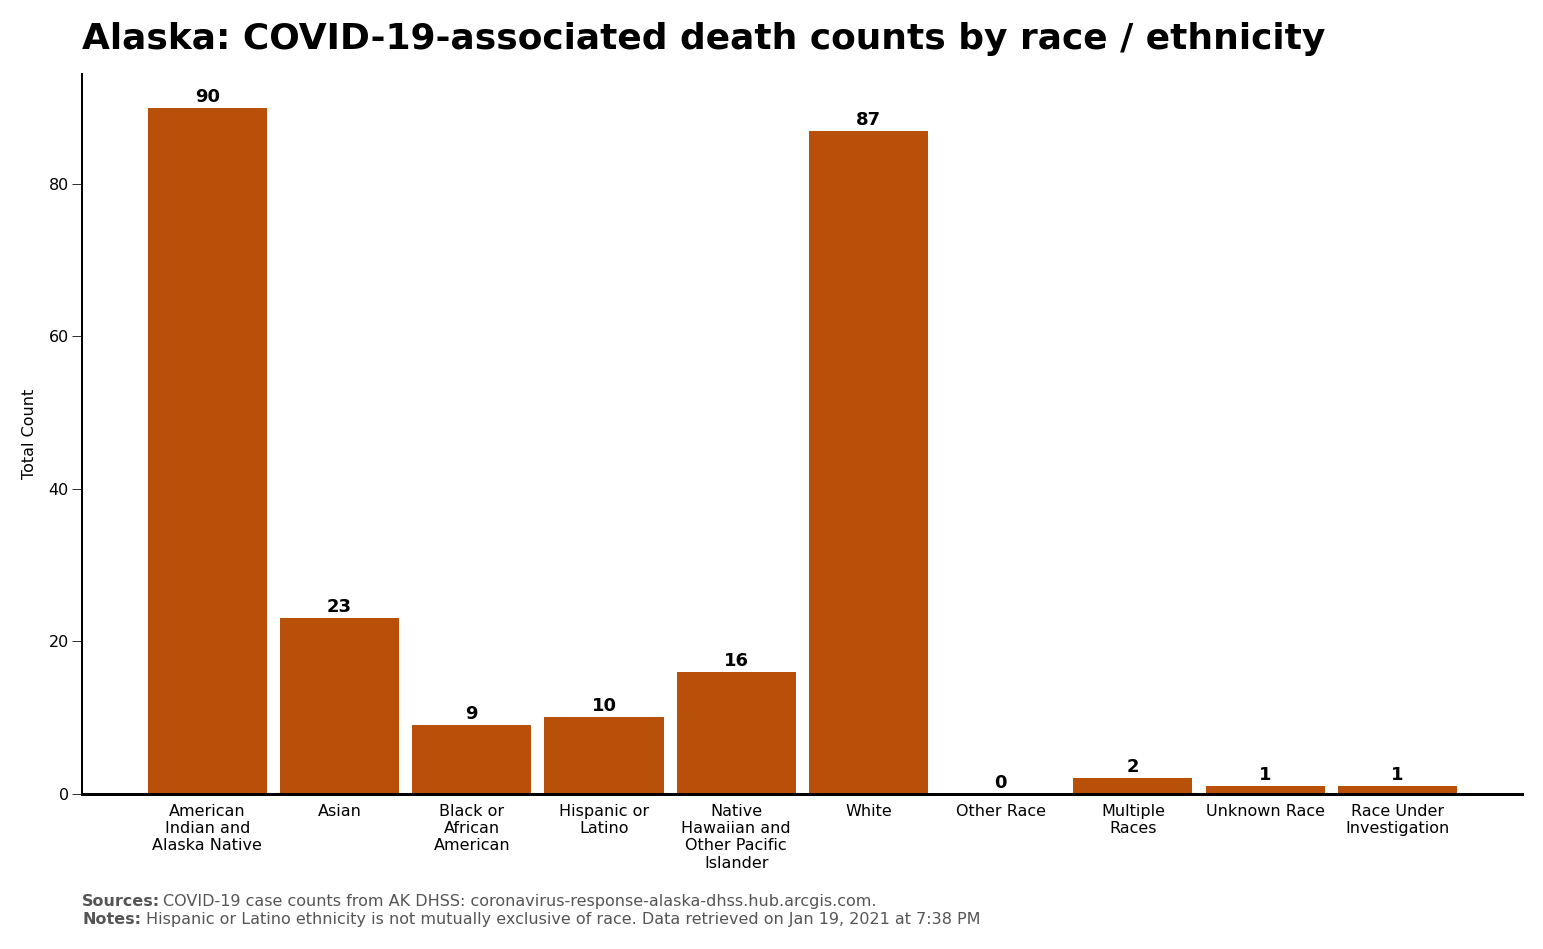 Alaska: COVID-19-associated death counts by race / ethnicity
Total Count
80
60
40
20
0
90
23
9
10
16
87
0
2
1
1
American
Indian and
Alaska Native
Asian
Black or
African
American
Hispanic or
Latino
Native
Hawaiian and
Other Pacific
Islander
White
Other Race
Multiple
Races
Unknown Race
Race Under
Investigation
Sources: COVID-19 case counts from AK DHSS: coronavirus-response-alaska-dhss.hub.arcgis.com.
Notes: Hispanic or Latino ethnicity is not mutually exclusive of race. Data retrieved on Jan 19, 2021 at 7:38 PM